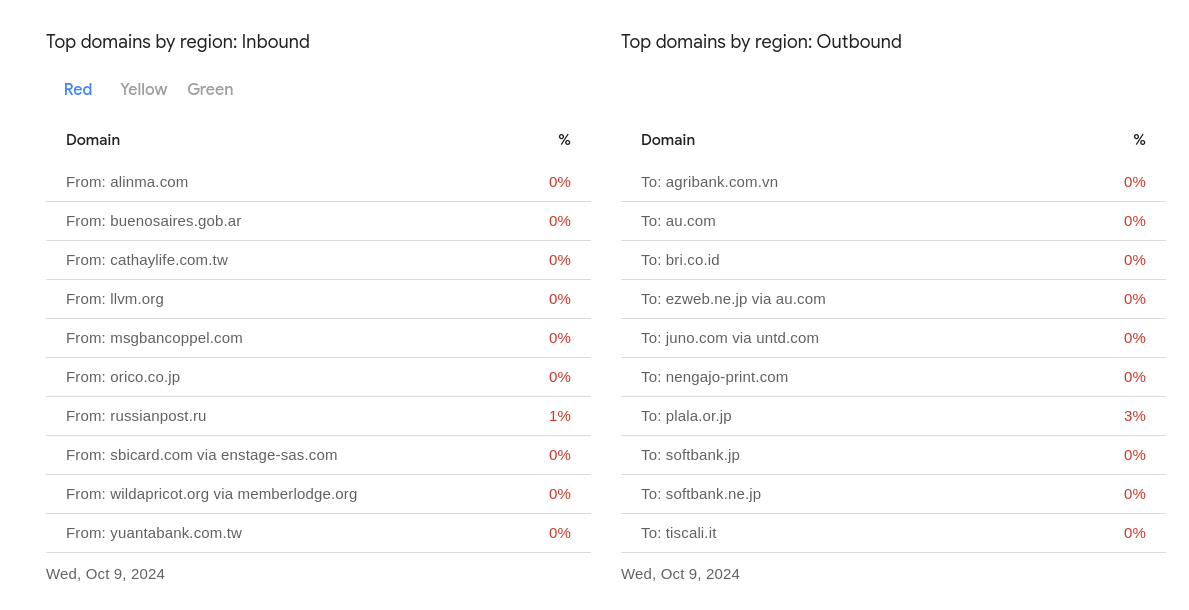 Top domains by region: Inbound
Red Yellow Green
Domain %
From: alinma.com 0%
From: buenosaires.gob.ar 0%
From: cathaylife.com.tw 0%
From: llvm.org 0%
From: msgbancoppel.com 0%
From: orico.co.jp 0%
From: russianpost.ru 1%
From: sbicard.com via enstage-sas.com 0%
From: wildapricot.org via memberlodge.org 0%
From: yuantabank.com.tw 0%
Wed, Oct 9, 2024
Top domains by region: Outbound
Domain %
To: agribank.com.vn 0%
To: au.com 0%
To: bri.co.id 0%
To: ezweb.ne.jp via au.com 0%
To: juno.com via untd.com 0%
To: nengajo-print.com 0%
To: plala.or.jp 3%
To: softbank.jp 0%
To: softbank.ne.jp 0%
To: tiscali.it 0%
Wed, Oct 9, 2024